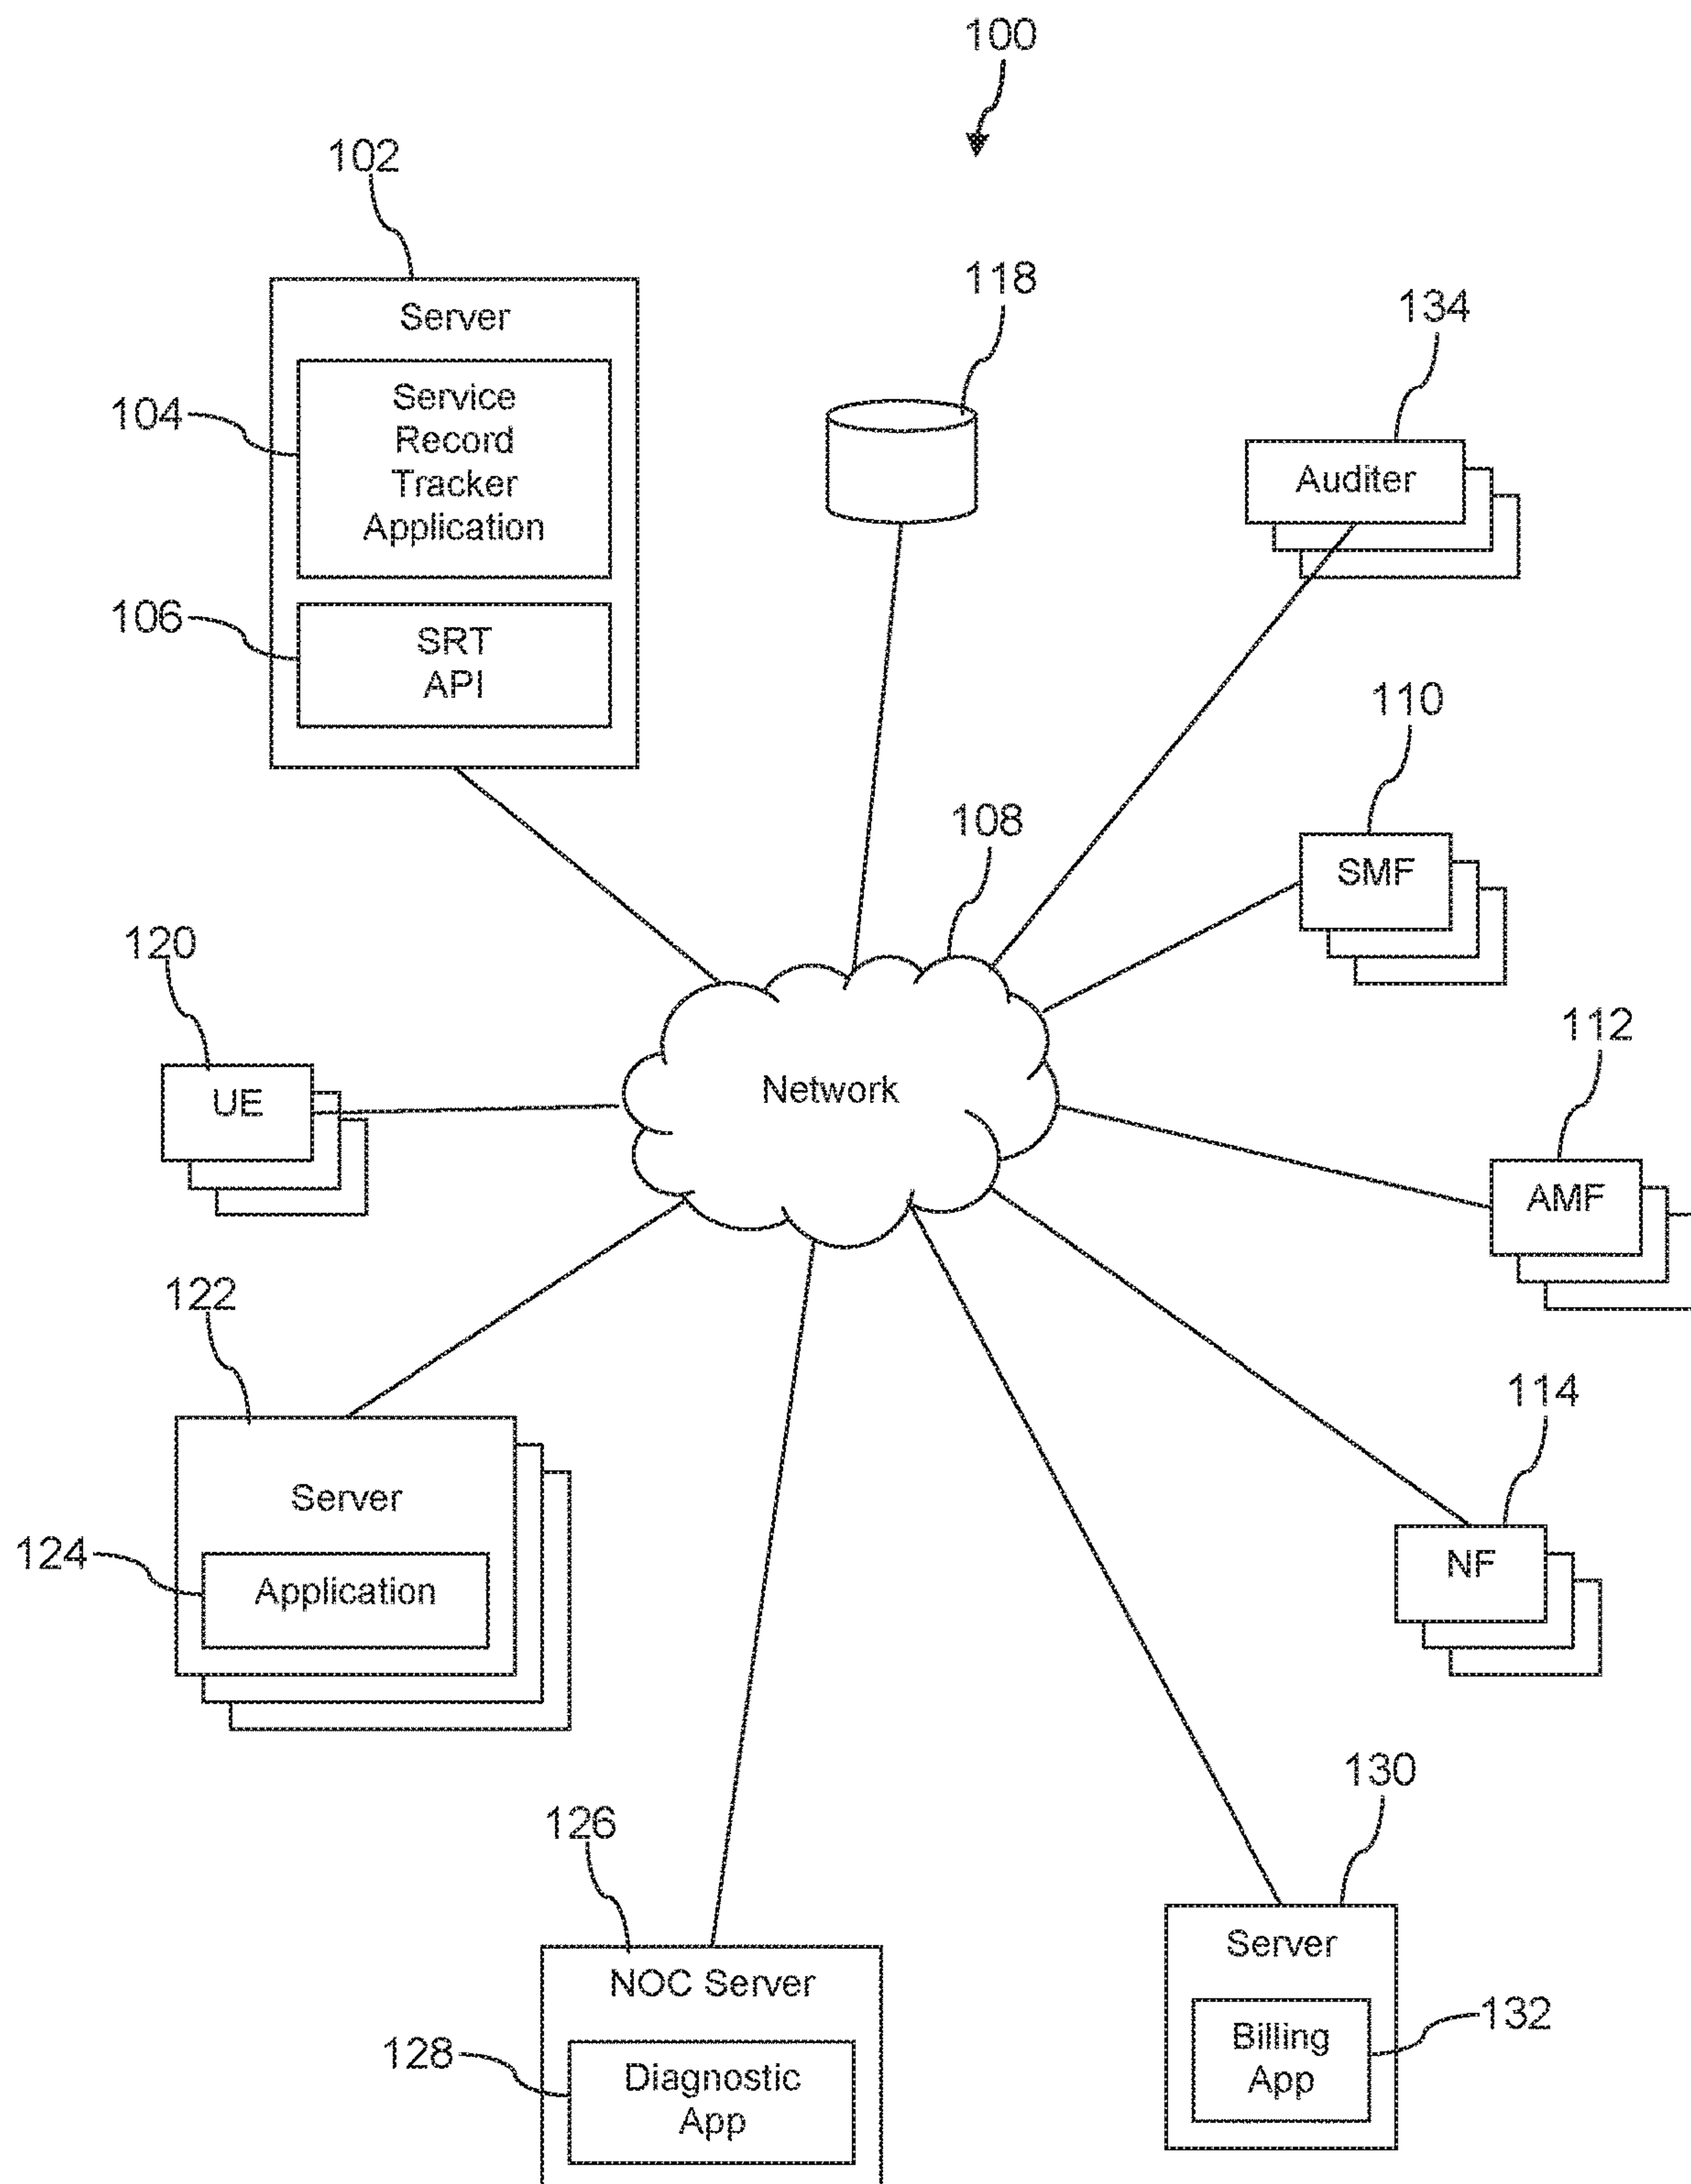 100
102
118
134
Server
Service
Record
Tracker
Application
104
Auditer
106
SRT
API
110
108
SMF
120
112
Network
UE
AMF
122
114
Server
124
Application
NF
130
126
Server
NOC Server
132
Billing
App
128
Diagnostic
App